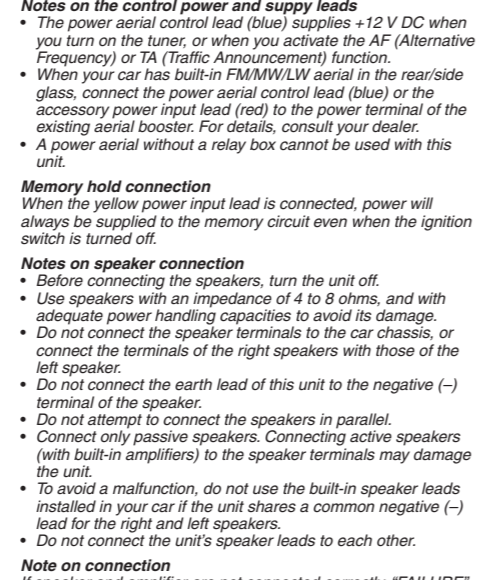 Notes on the control power and suppy leads
• The power aerial control lead (blue) supplies +12 V DC when
you turn on the tuner, or when you activate the AF (Alternative
Frequency) or TA (Traffic Announcement) function.
• When your car has built-in FM/MW/LW aerial in the rear/side
glass, connect the power aerial control lead (blue) or the
accessory power input lead (red) to the power terminal of the
existing aerial booster. For details, consult your dealer.
• A power aerial without a relay box cannot be used with this
unit.
Memory hold connection
When the yellow power input lead is connected, power will
always be supplied to the memory circuit even when the ignition
switch is turned off.
Notes on speaker connection
• Before connecting the speakers, turn the unit off.
• Use speakers with an impedance of 4 to 8 ohms, and with
adequate power handling capacities to avoid its damage.
• Do not connect the speaker terminals to the car chassis, or
connect the terminals of the right speakers with those of the
left speaker.
• Do not connect the earth lead of this unit to the negative (–)
terminal of the speaker.
• Do not attempt to connect the speakers in parallel.
• Connect only passive speakers. Connecting active speakers
(with built-in amplifiers) to the speaker terminals may damage
the unit.
• To avoid a malfunction, do not use the built-in speaker leads
installed in your car if the unit shares a common negative (–)
lead for the right and left speakers.
• Do not connect the unit's speaker leads to each other.
Note on connection
If speaker and amplifier are not connected correctly, "FAILURE"